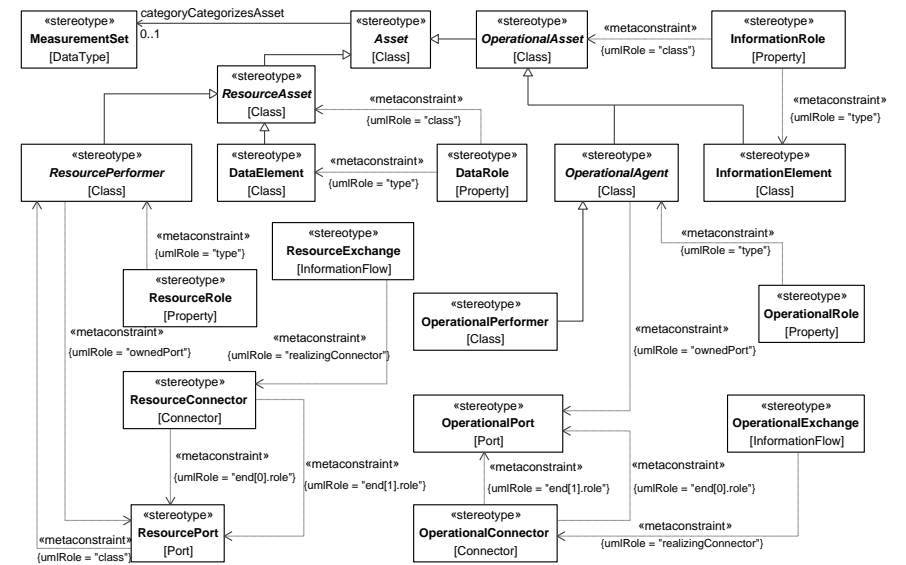 «stereotype»
MeasurementSet
[DataType]
categoryCategorizesAsset
0..1
«stereotype»
Asset
[Class]
«stereotype»
OperationalAsset
[Class]
«metaconstraint»
{umlRole = "class"}
«stereotype»
InformationRole
[Property]
«stereotype»
ResourceAsset
[Class]
«metaconstraint»
{umlRole = "class"}
«metaconstraint»
{umlRole = "type"}
«stereotype»
ResourcePerformer
[Class]
«stereotype»
DataElement
[Class]
«metaconstraint»
{umlRole = "type"}
«stereotype»
DataRole
[Property]
«stereotype»
OperationalAgent
[Class]
«stereotype»
InformationElement
[Class]
«metaconstraint»
{umlRole = "type"}
«stereotype»
ResourceExchange
[InformationFlow]
«metaconstraint»
{umlRole = "type"}
«stereotype»
ResourceRole
[Property]
«stereotype»
OperationalPerformer
[Class]
«stereotype»
OperationalRole
[Property]
«metaconstraint»
{umlRole = "ownedPort"}
«metaconstraint»
{umlRole = "realizingConnector"}
«metaconstraint»
{umlRole = "ownedPort"}
«stereotype»
ResourceConnector
[Connector]
«stereotype»
OperationalPort
[Port]
«stereotype»
OperationalExchange
[InformationFlow]
«metaconstraint»
{umlRole = "end[0].role"}
«metaconstraint»
{umlRole = "end[1].role"}
«metaconstraint»
{umlRole = "end[1].role"}
«metaconstraint»
{umlRole = "end[0].role"}
«metaconstraint»
{umlRole = "class"}
«stereotype»
ResourcePort
[Port]
«stereotype»
OperationalConnector
[Connector]
«metaconstraint»
{umlRole = "realizingConnector"}